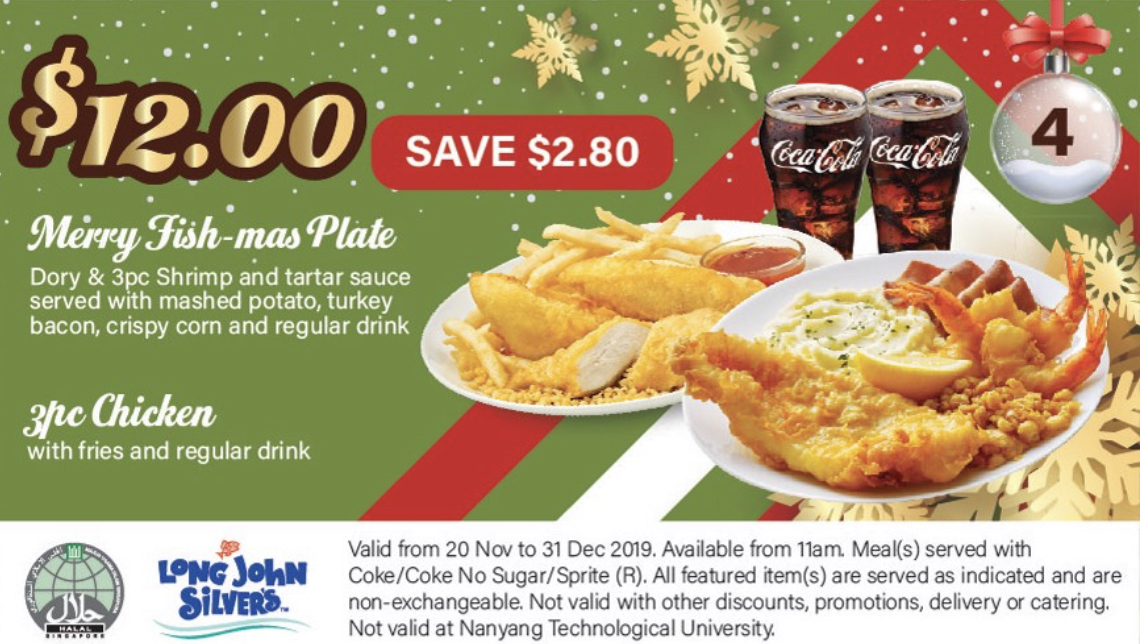 $12.00
SAVE $2.80
4
Coca-Cola Coca-Cola
Merry Fish-mas Plate
Dory & 3pc Shrimp and tartar sauce
served with mashed potato, turkey
bacon, crispy corn and regular drink
3pc Chicken
with fries and regular drink
حلال
HALAL
SINGAPORE
LONG JOHN
SILVER'S™
Valid from 20 Nov to 31 Dec 2019. Available from 11am. Meal(s) served with
Coke/Coke No Sugar/Sprite (R). All featured item(s) are served as indicated and are
non-exchangeable. Not valid with other discounts, promotions, delivery or catering.
Not valid at Nanyang Technological University.